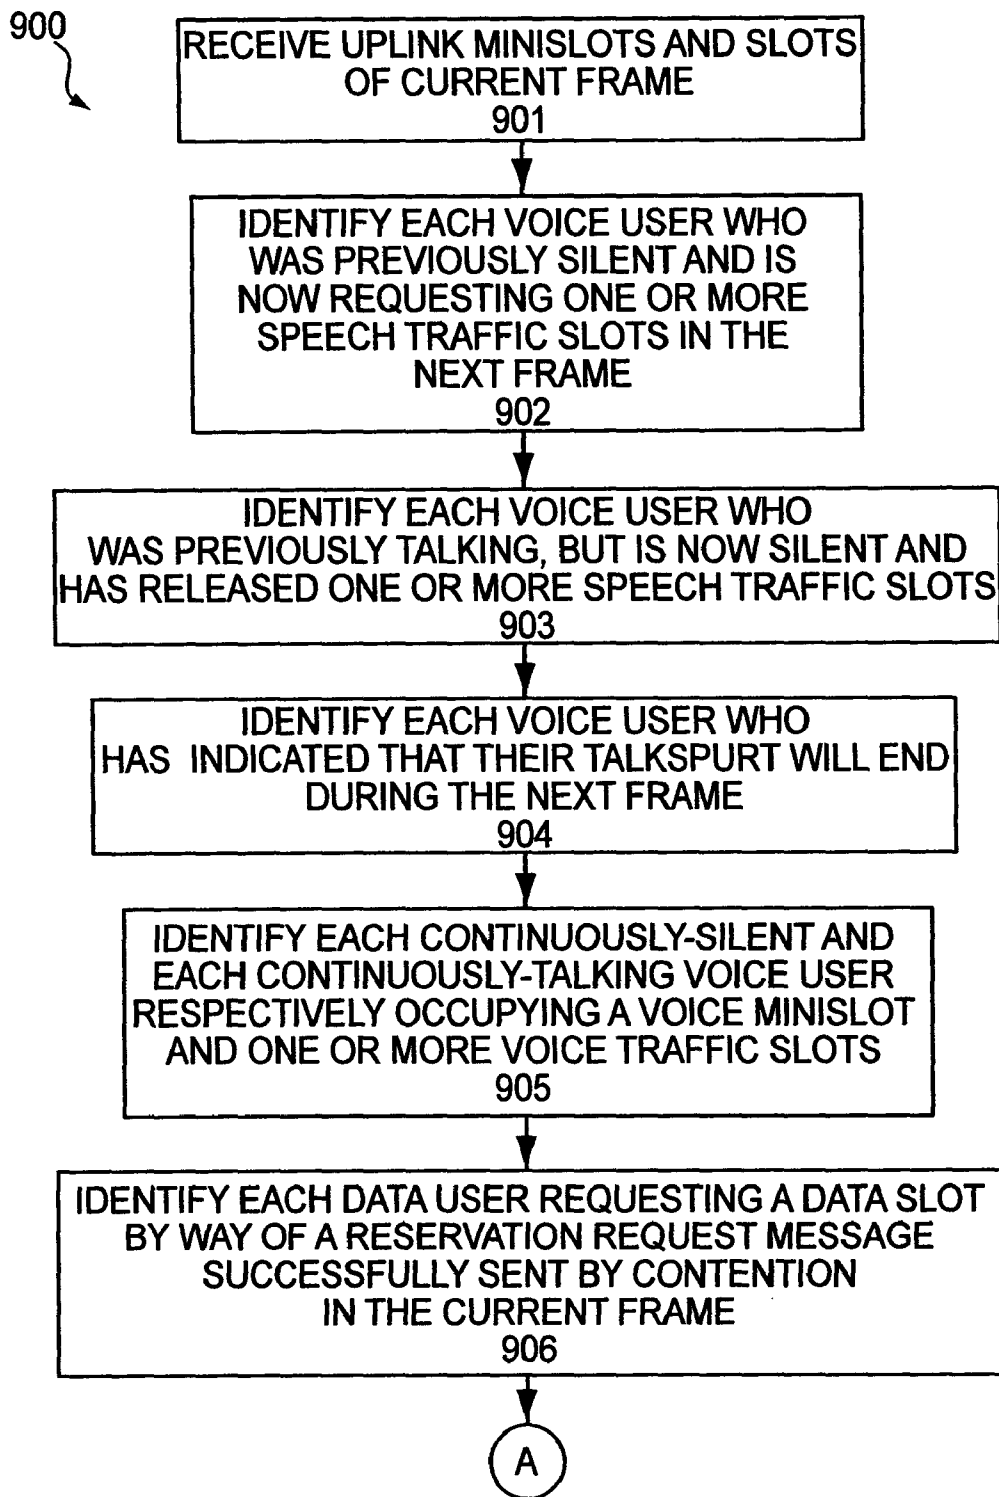 900
RECEIVE UPLINK MINISLOTS AND SLOTS
OF CURRENT FRAME
901
IDENTIFY EACH VOICE USER WHO
WAS PREVIOUSLY SILENT AND IS
NOW REQUESTING ONE OR MORE
SPEECH TRAFFIC SLOTS IN THE
NEXT FRAME
902
IDENTIFY EACH VOICE USER WHO
WAS PREVIOUSLY TALKING, BUT IS NOW SILENT AND
HAS RELEASED ONE OR MORE SPEECH TRAFFIC SLOTS
903
IDENTIFY EACH VOICE USER WHO
HAS INDICATED THAT THEIR TALKSPURT WILL END
DURING THE NEXT FRAME
904
IDENTIFY EACH CONTINUOUSLY-SILENT AND
EACH CONTINUOUSLY-TALKING VOICE USER
RESPECTIVELY OCCUPYING A VOICE MINISLOT
AND ONE OR MORE VOICE TRAFFIC SLOTS
905
IDENTIFY EACH DATA USER REQUESTING A DATA SLOT
BY WAY OF A RESERVATION REQUEST MESSAGE
SUCCESSFULLY SENT BY CONTENTION
IN THE CURRENT FRAME
906
A